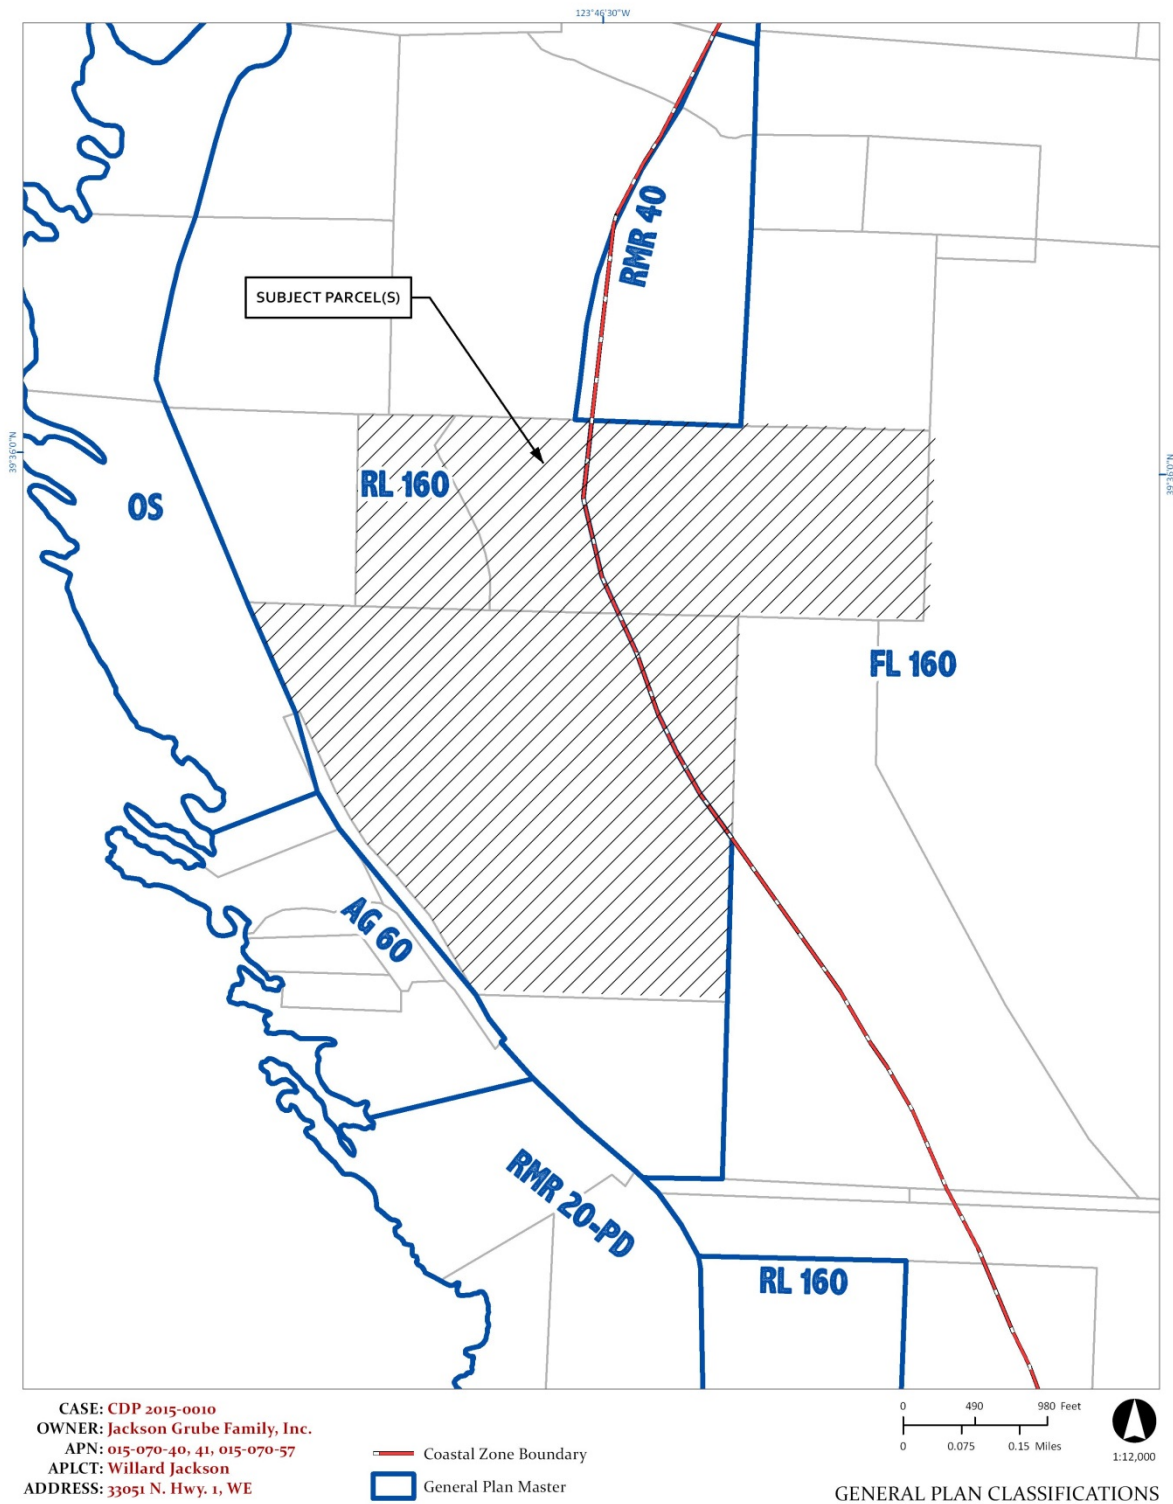 123°46'30"W
RMR 40
SUBJECT PARCEL(S)
39°36'0"N
39°36'0"N
RL 160
OS
FL 160
AG 60
RMR 20-PD
RL 160
CASE: CDP 2015-0010
OWNER: Jackson Grube Family, Inc.
APN: 015-070-40, 41, 015-070-57
APLCT: Willard Jackson
ADDRESS: 33051 N. Hwy. 1, WE
Coastal Zone Boundary
General Plan Master
0 490 980 Feet
0 0.075 0.15 Miles
1:12,000
GENERAL PLAN CLASSIFICATIONS